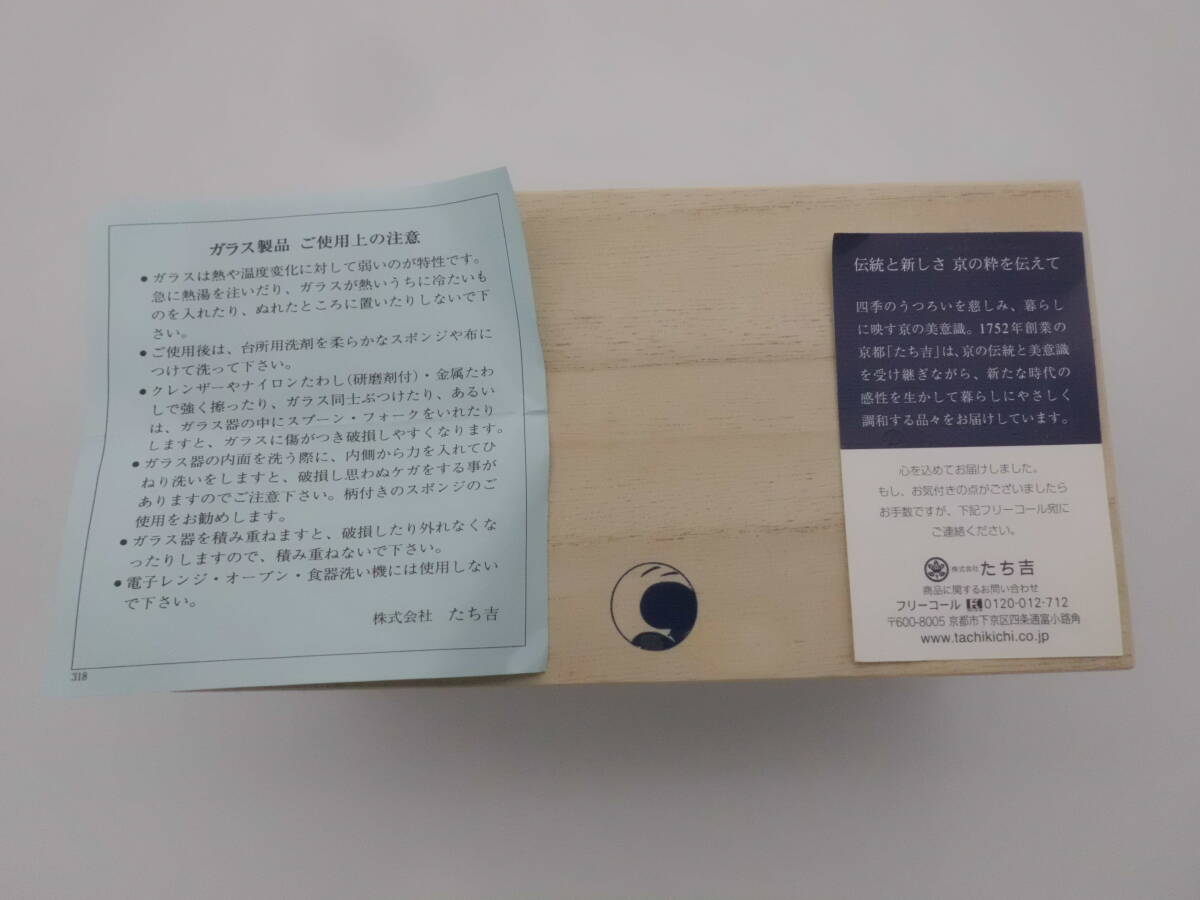 ガラス製品 ご使用上の注意
●ガラスは熱や温度変化に対して弱いのが特性です。
急に熱湯を注いだり、ガラスが熱いうちに冷たいも
のを入れたり、ぬれたところに置いたりしないで下
さい。
●ご使用後は、台所用洗剤を柔らかなスポンジや布に
つけて洗って下さい。
●クレンザーやナイロンたわし(研磨剤付)・金属たわ
しで強く擦ったり、ガラス同士ぶつけたり、あるい
は、ガラス器の中にスプーン・フォークをいれたり
しますと、ガラスに傷がつき破損しやすくなります。
●ガラス器の内面を洗う際に、内側から力を入れてひ
ねり洗いをしますと、破損し思わぬケガをする事が
ありますのでご注意下さい。柄付きのスポンジのご
使用をお勧めします。
●ガラス器を積み重ねますと、破損したり外れなくな
ったりしますので、積み重ねないで下さい。
●電子レンジ・オーブン・食器洗い機には使用しない
で下さい。
株式会社 たち吉
318
伝統と新しさ 京の粋を伝えて
四季のうつろいを慈しみ、暮らし
に映す京の美意識。1752年創業の
京都「たち吉」は、京の伝統と美意識
を受け継ぎながら、新たな時代の
感性を生かして暮らしにやさしく
調和する品々をお届けしています。
心を込めてお届けしました。
もし、お気付きの点がございましたら
お手数ですが、下記フリーコール宛に
ご連絡ください。
株式会社 たち吉
商品に関するお問い合わせ
フリーコール 0120-012-712
〒600-8005 京都市下京区四条通富小路角
www.tachikichi.co.jp